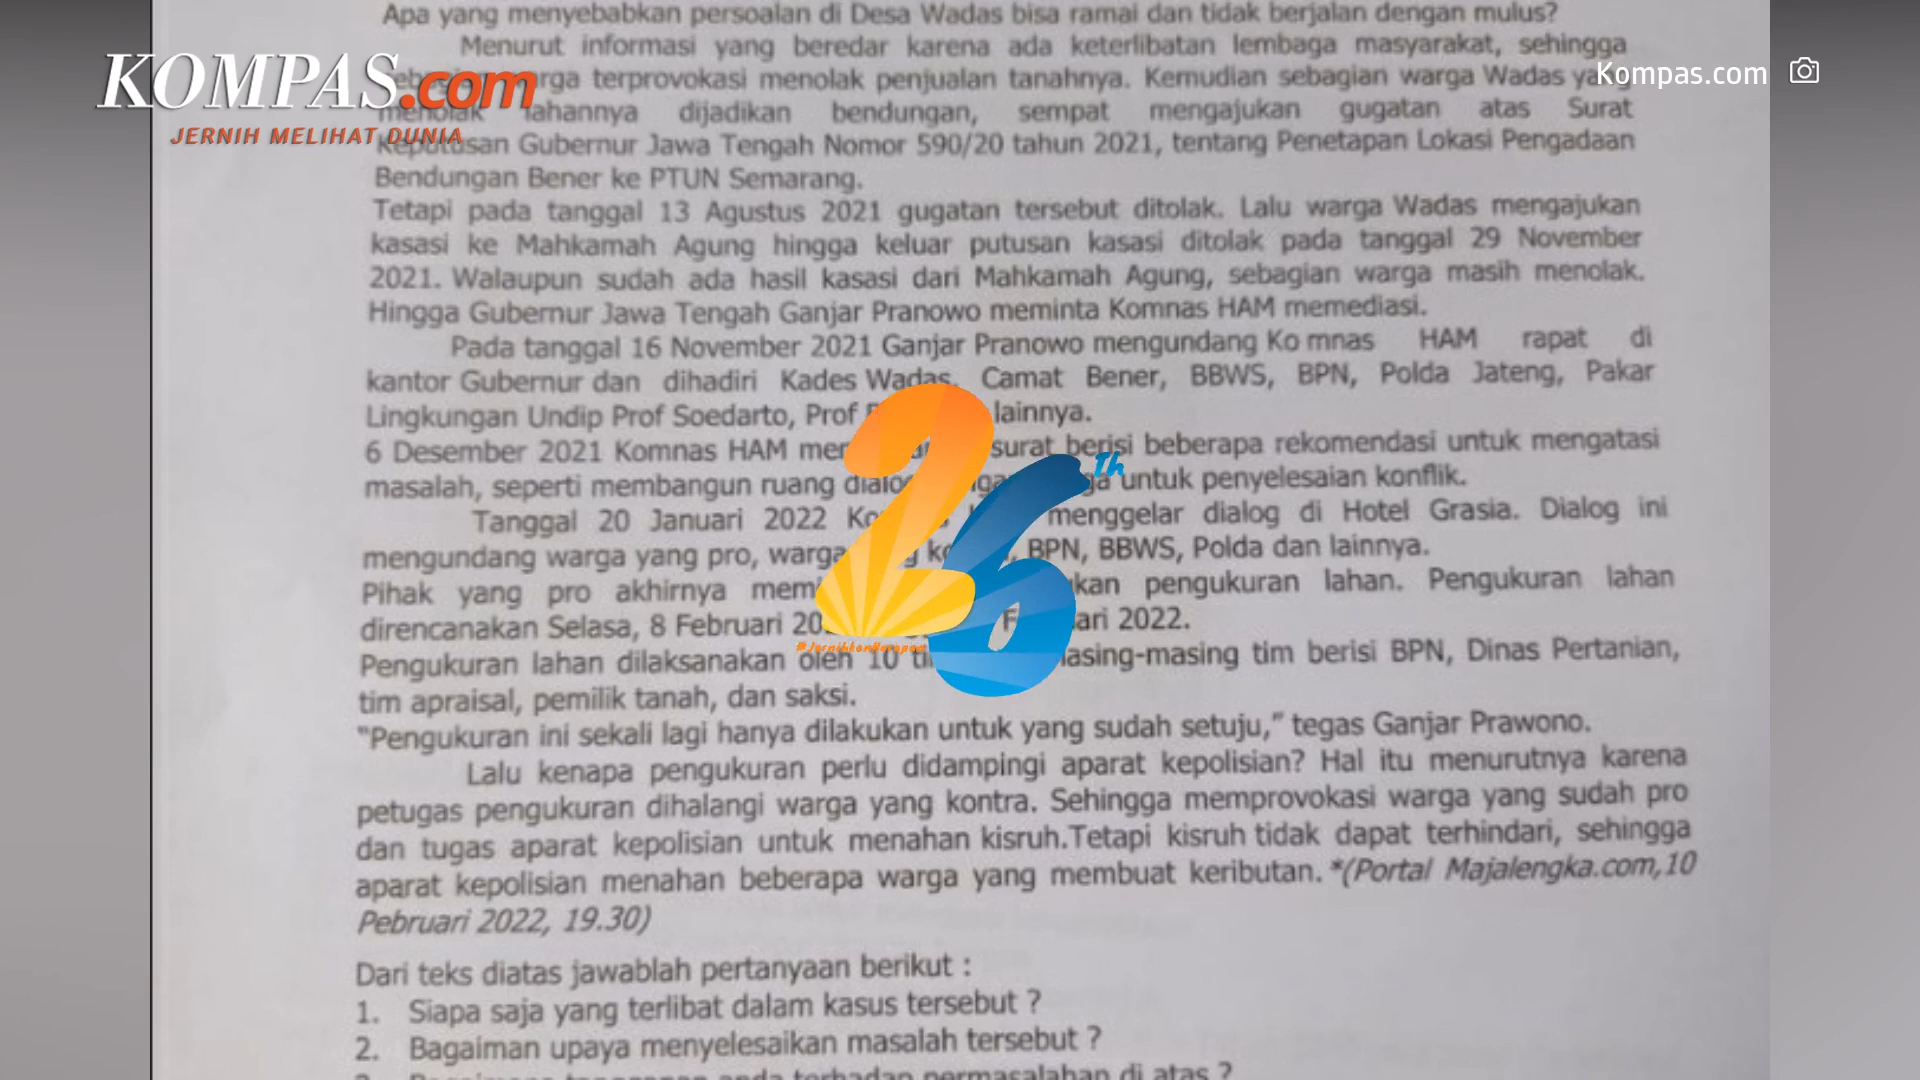 Apa yang menyebabkan persoalan di Desa Wadas bisa ramai dan tidak berjalan dengan mulus?
Menurut informasi yang beredar karena ada keterlibatan lembaga masyarakat, sehingga
terprovokasi menolak penjualan tanahnya. Kemudian sebagian warga Wadas yang
menolak lahannya dijadikan bendungan, sempat mengajukan gugatan atas Surat
Keputusan Gubernur Jawa Tengah Nomor 590/20 tahun 2021, tentang Penetapan Lokasi Pengadaan
Bendungan Bener ke PTUN Semarang.
Tetapi pada tanggal 13 Agustus 2021 gugatan tersebut ditolak. Lalu warga Wadas mengajukan
kasasi ke Mahkamah Agung hingga keluar putusan kasasi ditolak pada tanggal 29 November
2021. Walaupun sudah ada hasil kasasi dari Mahkamah Agung, sebagian warga masih menolak.
Hingga Gubernur Jawa Tengah Ganjar Pranowo meminta Komnas HAM memediasi.
Pada tanggal 16 November 2021 Ganjar Pranowo mengundang Ko mnas HAM rapat di
kantor Gubernur dan dihadiri Kades Wadas, Camat Bener, BBWS, BPN, Polda Jateng, Pakar
Lingkungan Undip Prof Soedarto, Prof lainnya.
6 Desember 2021 Komnas HAM surat berisi beberapa rekomendasi untuk mengatasi
masalah, seperti membangun ruang dialog untuk penyelesaian konflik.
Tanggal 20 Januari 2022 menggelar dialog di Hotel Grasia. Dialog ini
mengundang warga yang pro, warga BPN, BBWS, Polda dan lainnya.
Pihak yang pro akhirnya pengukuran lahan. Pengukuran lahan
direncanakan Selasa, 8 Februari 2022.
Pengukuran lahan dilaksanakan oleh 10 masing-masing tim berisi BPN, Dinas Pertanian,
tim apraisal, pemilik tanah, dan saksi.
"Pengukuran ini sekali lagi hanya dilakukan untuk yang sudah setuju," tegas Ganjar Prawono.
Lalu kenapa pengukuran perlu didampingi aparat kepolisian? Hal itu menurutnya karena
petugas pengukuran dihalangi warga yang kontra. Sehingga memprovokasi warga yang sudah pro
dan tugas aparat kepolisian untuk menahan kisruh.Tetapi kisruh tidak dapat terhindari, sehingga
aparat kepolisian menahan beberapa warga yang membuat keributan. *(Portal Majalengka.com,10
Pebruari 2022, 19.30)
Dari teks diatas jawablah pertanyaan berikut :
1. Siapa saja yang terlibat dalam kasus tersebut ?
2. Bagaiman upaya menyelesaikan masalah tersebut ?
anda terhadap permasalahan di atas ?
KOMPAS.com
JERNIH MELIHAT DUNIA
Kompas.com
26Th